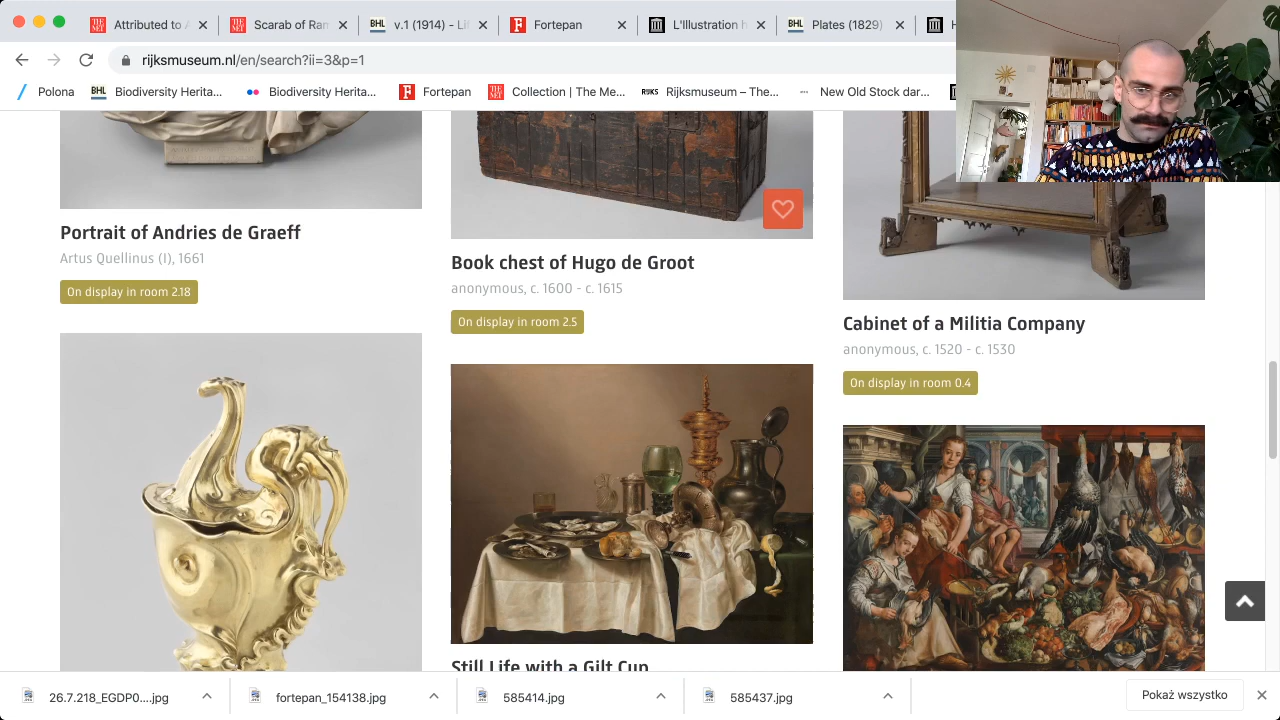 Attributed to A
Scarab of Ram
BHL v.1 (1914) - Li
Fortepan
L'Illustration h
BHL Plates (1829)
H
rijksmuseum.nl/en/search?ii=3&p=1
Polona
BHL Biodiversity Herita...
Biodiversity Herita...
Fortepan
Collection | The Me...
RIJKS Rijksmuseum – The...
New Old Stock dar...
Portrait of Andries de Graeff
Artus Quellinus (I), 1661
On display in room 2.18
Book chest of Hugo de Groot
anonymous, c. 1600 - c. 1615
On display in room 2.5
Cabinet of a Militia Company
anonymous, c. 1520 - c. 1530
On display in room 0.4
Still Life with a Gilt Cup
26.7.218_EGDP0....jpg
fortepan_154138.jpg
585414.jpg
585437.jpg
Pokaż wszystko